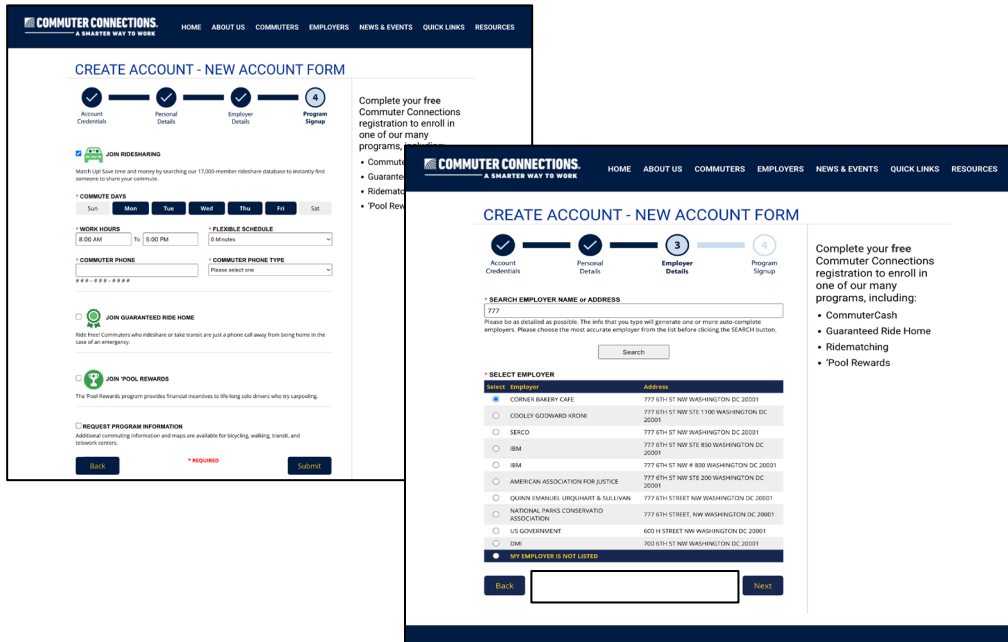 COMMUTER CONNECTIONS.
A SMARTER WAY TO WORK
HOME ABOUT US COMMUTERS EMPLOYERS NEWS & EVENTS QUICK LINKS RESOURCES
CREATE ACCOUNT - NEW ACCOUNT FORM
4
Account Personal Employer Program
Credentials Details Details Signup
JOIN RIDESHARING
Match Up! Save time and money by searching our 17,000-member rideshare database to instantly find
someone to share your commute.
* COMMUTE DAYS
Sun Mon Tue Wed Thu Fri Sat
* WORK HOURS * FLEXIBLE SCHEDULE
8:00 AM To 5:00 PM 0 Minutes
* COMMUTER PHONE * COMMUTER PHONE TYPE
Please select one
###-###-####
JOIN GUARANTEED RIDE HOME
Ride Free! Commuters who rideshare or take transit are just a phone call away from being home in the
case of an emergency.
JOIN 'POOL REWARDS
The 'Pool Rewards program provides financial incentives to life-long solo drivers who try carpooling.
REQUEST PROGRAM INFORMATION
Additional commuting information and maps are available for bicycling, walking, transit, and
telework centers.
* REQUIRED
Back Submit
Complete your free
Commuter Connections
registration to enroll in
one of our many
programs, including:
• Commute
• Guarante
• Ridematc
• 'Pool Rew
COMMUTER CONNECTIONS.
A SMARTER WAY TO WORK
HOME ABOUT US COMMUTERS EMPLOYERS NEWS & EVENTS QUICK LINKS RESOURCES
CREATE ACCOUNT - NEW ACCOUNT FORM
3 4
Account Personal Employer Program
Credentials Details Details Signup
* SEARCH EMPLOYER NAME or ADDRESS
777
Please be as detailed as possible. The info that you type will generate one or more auto-complete
employers. Please choose the most accurate employer from the list before clicking the SEARCH button.
Search
* SELECT EMPLOYER
Select Employer Address
CORNER BAKERY CAFE 777 6TH ST NW WASHINGTON DC 20001
COOLEY GODWARD KRONI 777 6TH ST NW STE 1100 WASHINGTON DC
20001
SERCO 777 6TH ST NW WASHINGTON DC 20001
IBM 777 6TH ST NW STE 850 WASHINGTON DC
20001
IBM 777 6TH ST NW # 800 WASHINGTON DC 20001
AMERICAN ASSOCIATION FOR JUSTICE 777 6TH ST NW STE 200 WASHINGTON DC
20001
QUINN EMANUEL URQUHART & SULLIVAN 777 6TH STREET NW WASHINGTON DC 20001
NATIONAL PARKS CONSERVATIO
ASSOCIATION 777 6TH STREET, NW WASHINGTON DC 20001
US GOVERNMENT 600 H STREET NW WASHINGTON DC 20001
DMI 700 6TH ST NW WASHINGTON DC 20001
MY EMPLOYER IS NOT LISTED
Back Next
Complete your free
Commuter Connections
registration to enroll in
one of our many
programs, including:
• CommuterCash
• Guaranteed Ride Home
• Ridematching
• 'Pool Rewards